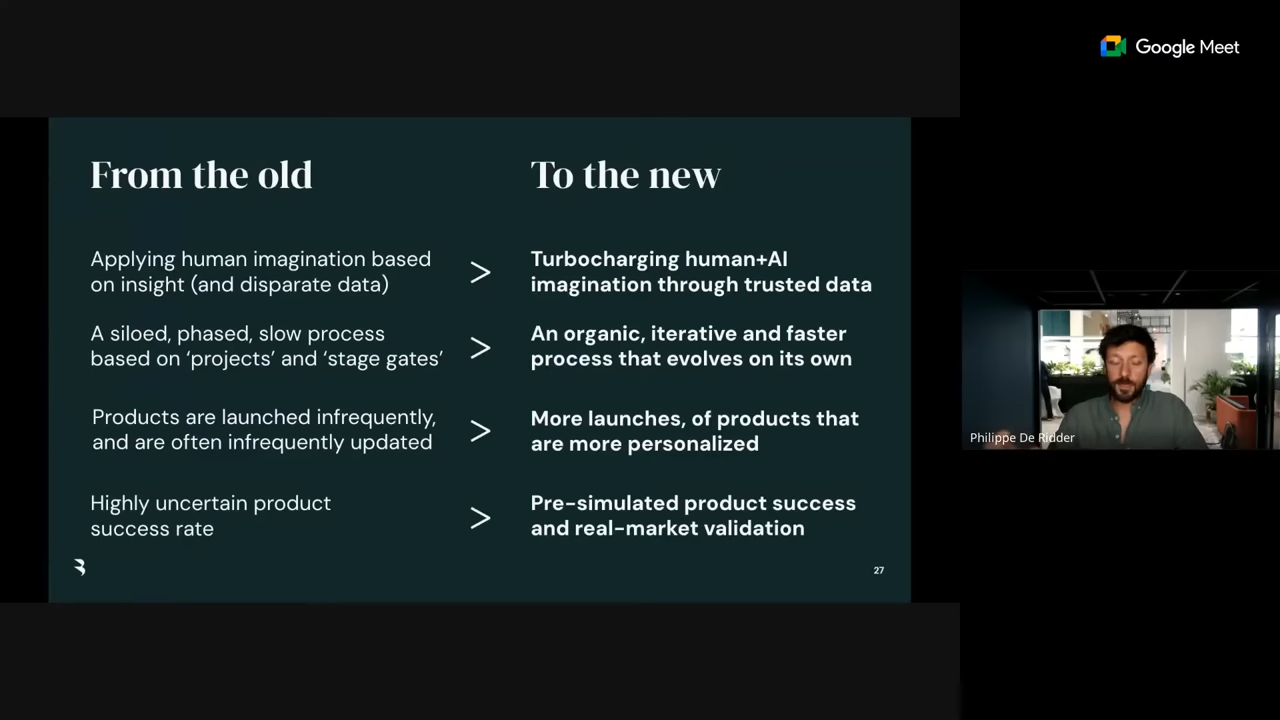 Google Meet
From the old
To the new
Applying human imagination based
on insight (and disparate data)
>
Turbocharging human+AI
imagination through trusted data
A siloed, phased, slow process
based on ‘projects’ and ‘stage gates’
>
An organic, iterative and faster
process that evolves on its own
Products are launched infrequently,
and are often infrequently updated
>
More launches, of products that
are more personalized
Highly uncertain product
success rate
>
Pre-simulated product success
and real-market validation
27
Philippe De Ridder